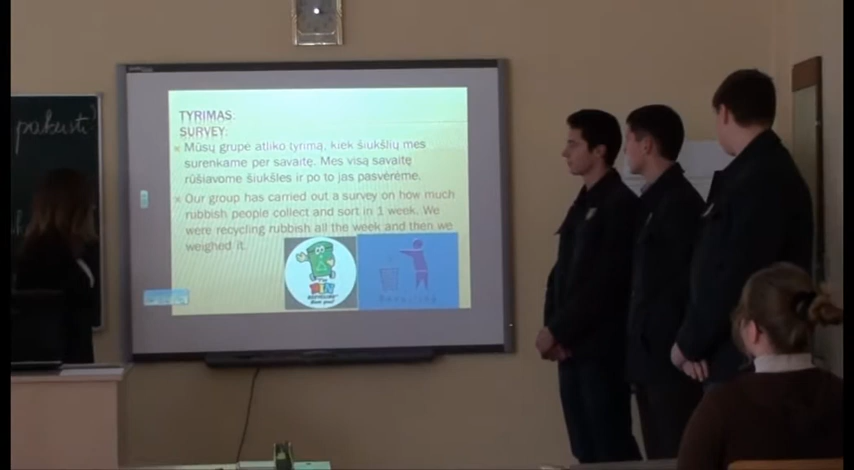 pabusti
TYRIMAS:
SURVEY:
Mūsų grupė atliko tyrimą, kiek šiukšlių mes
surenkame per savaitę. Mes visą savaitę
rūšiavome šiukšles ir po to jas pasvėrėme.
Our group has carried out a survey on how much
rubbish people collect and sort in 1 week. We
were recycling rubbish all the week and then we
weighed it.